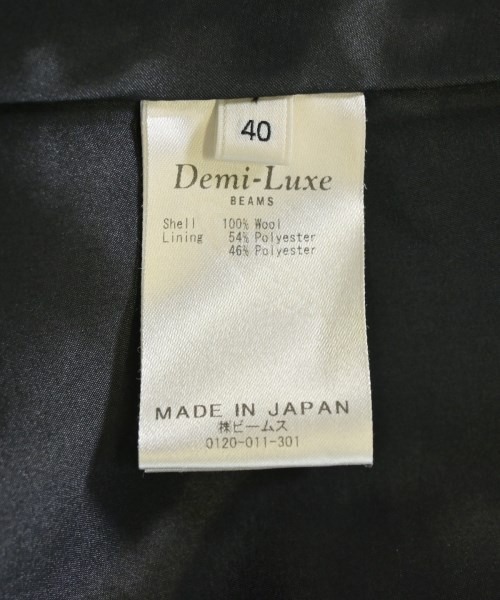 40
Demi-Luxe
BEAMS
Shell 100% Wool
Lining 54% Polyester
46% Polyester
MADE IN JAPAN
㈱ビームス
0120-011-301